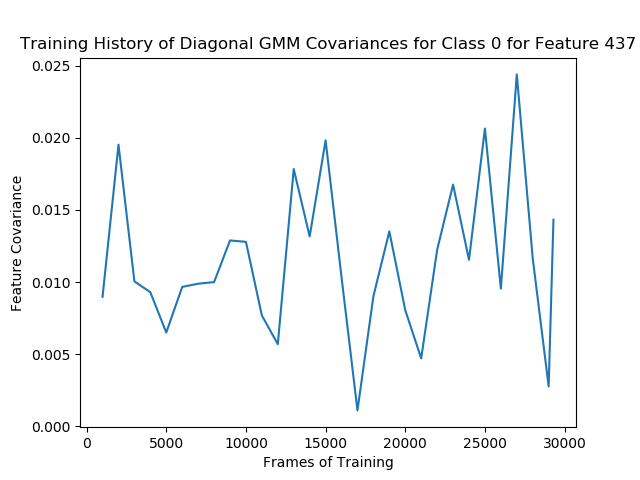 Training History of Diagonal GMM Covariances for Class 0 for Feature 437
0.025
0.020
0.015
0.010
0.005
0.000
Feature Covariance
0 5000 10000 15000 20000 25000 30000
Frames of Training